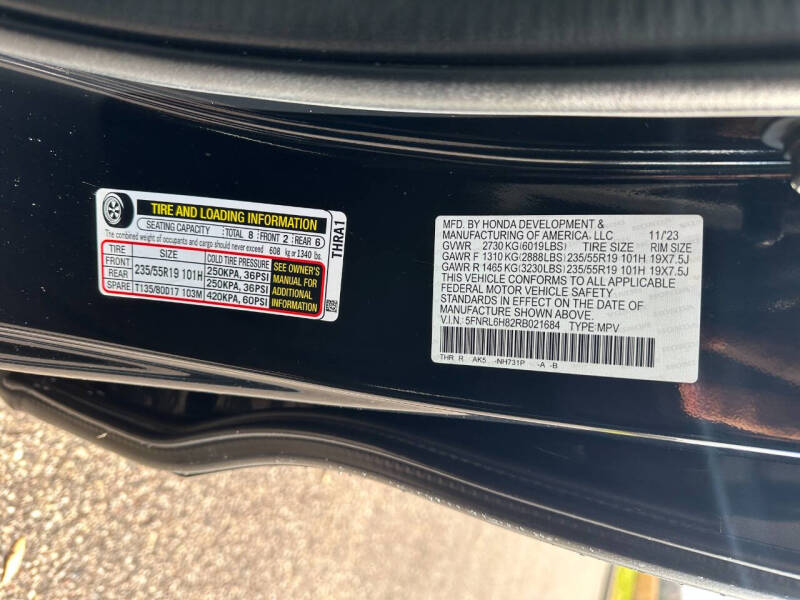 TIRE AND LOADING INFORMATION
SEATING CAPACITY TOTAL 8 FRONT 2 REAR 6
The combined weight of occupants and cargo should never exceed 608 kg or 1340 lbs.
TIRE SIZE COLD TIRE PRESSURE
FRONT 235/55R19 101H 250KPA, 36PSI
REAR 250KPA, 36PSI
SPARE T135/80D17 103M 420KPA, 60PSI
SEE OWNER'S
MANUAL FOR
ADDITIONAL
INFORMATION
THRA1
MFD. BY HONDA DEVELOPMENT &
MANUFACTURING OF AMERICA, LLC 11/23
GVWR 2730 KG(6019LBS) TIRE SIZE RIM SIZE
GAWR F 1310 KG(2888LBS) 235/55R19 101H 19X7.5J
GAWR R 1465 KG(3230LBS) 235/55R19 101H 19X7.5J
THIS VEHICLE CONFORMS TO ALL APPLICABLE
FEDERAL MOTOR VEHICLE SAFETY
STANDARDS IN EFFECT ON THE DATE OF
MANUFACTURE SHOWN ABOVE.
V.I.N.: 5FNRL6H82RB021684 TYPE: MPV
THR R AK5 -NH731P -A -B